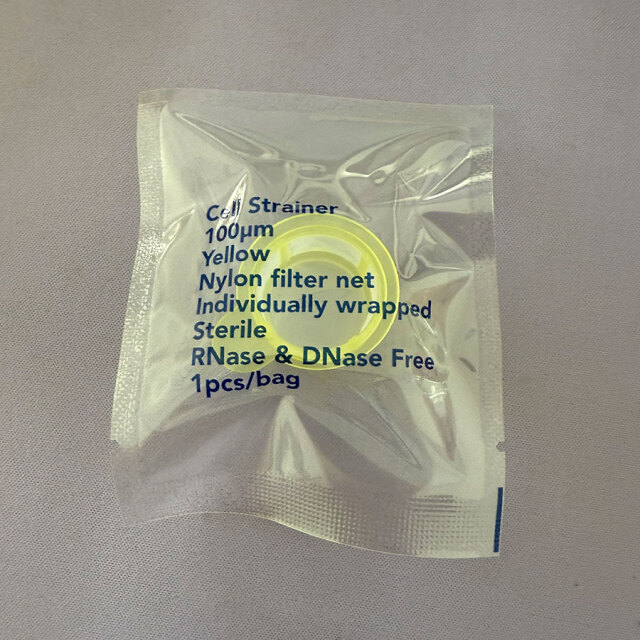 Cell Strainer
100µm
Yellow
Nylon filter net
Individually wrapped
Sterile
RNase & DNase Free
1pcs/bag